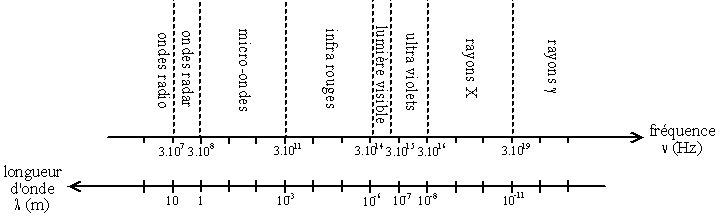 ondes radio
ondes radar
micro-ondes
infra rouges
lumière visible
ultra violets
rayons X
rayons γ
3.10⁷ 3.10⁸ 3.10¹¹ 3.10¹⁴ 3.10¹⁵ 3.10¹⁶ 3.10¹⁹
fréquence
ν (Hz)
longueur
d'onde
λ (m)
10 1 10⁻³ 10⁻⁶ 10⁻⁷ 10⁻⁸ 10⁻¹¹